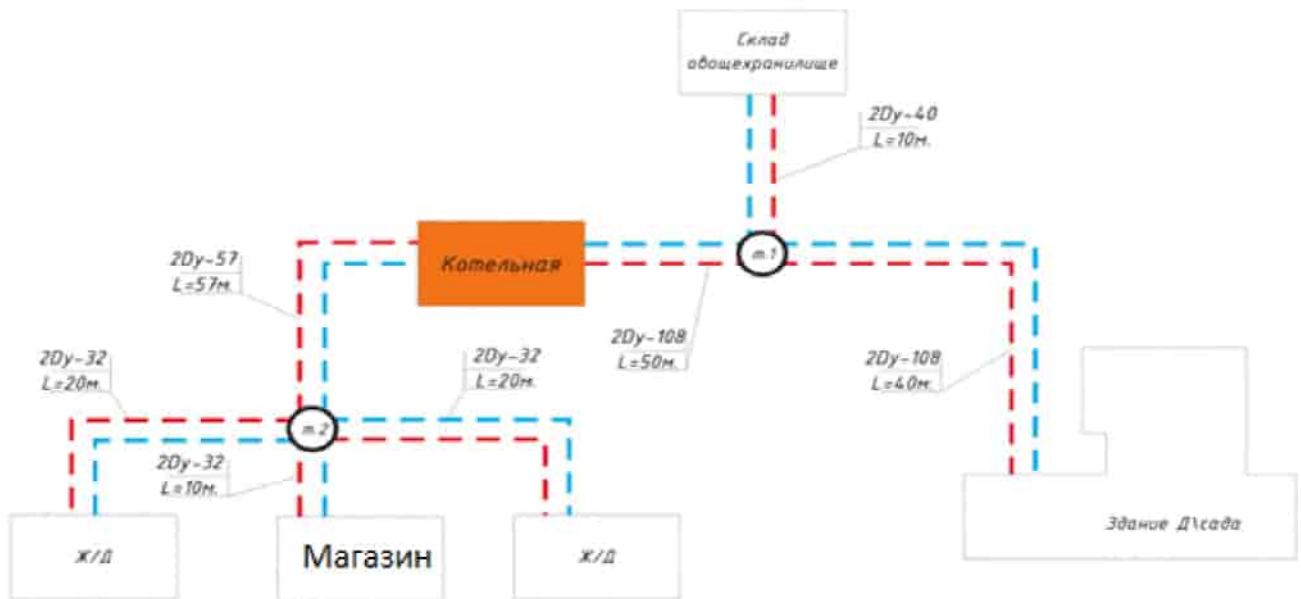 Склад
овощехранилище
2Dy-40
L=10м.
2Dy-57
L=57м.
Котельная
т.1
2Dy-108
L=50м.
2Dy-32
L=20м.
2Dy-32
L=20м.
2Dy-108
L=40м.
т.2
2Dy-32
L=10м.
Ж/Д
Магазин
Ж/Д
Здание Д\сада